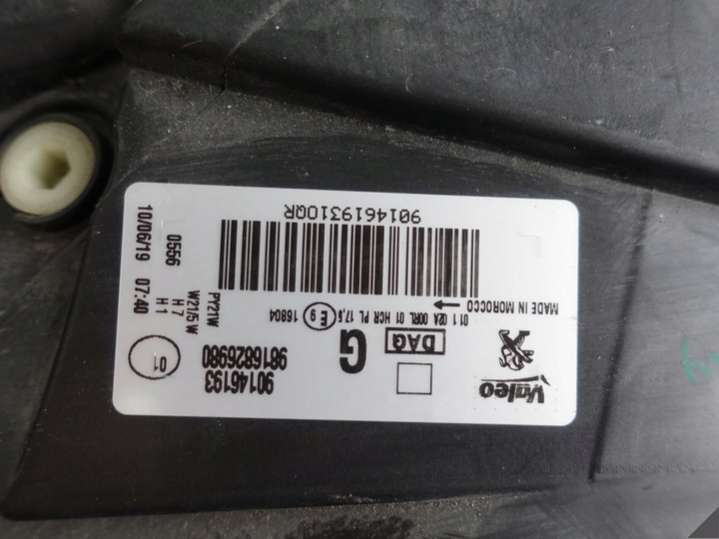 Valeo
90146193
9816826980
01
G
DAG
01 1 02A 00RL 01 HCR PL 17,5 E9 16804
PY21W
W21/5W
H7
H1
MADE IN MOROCCO
0556
10/06/19 07:40
90146193100R